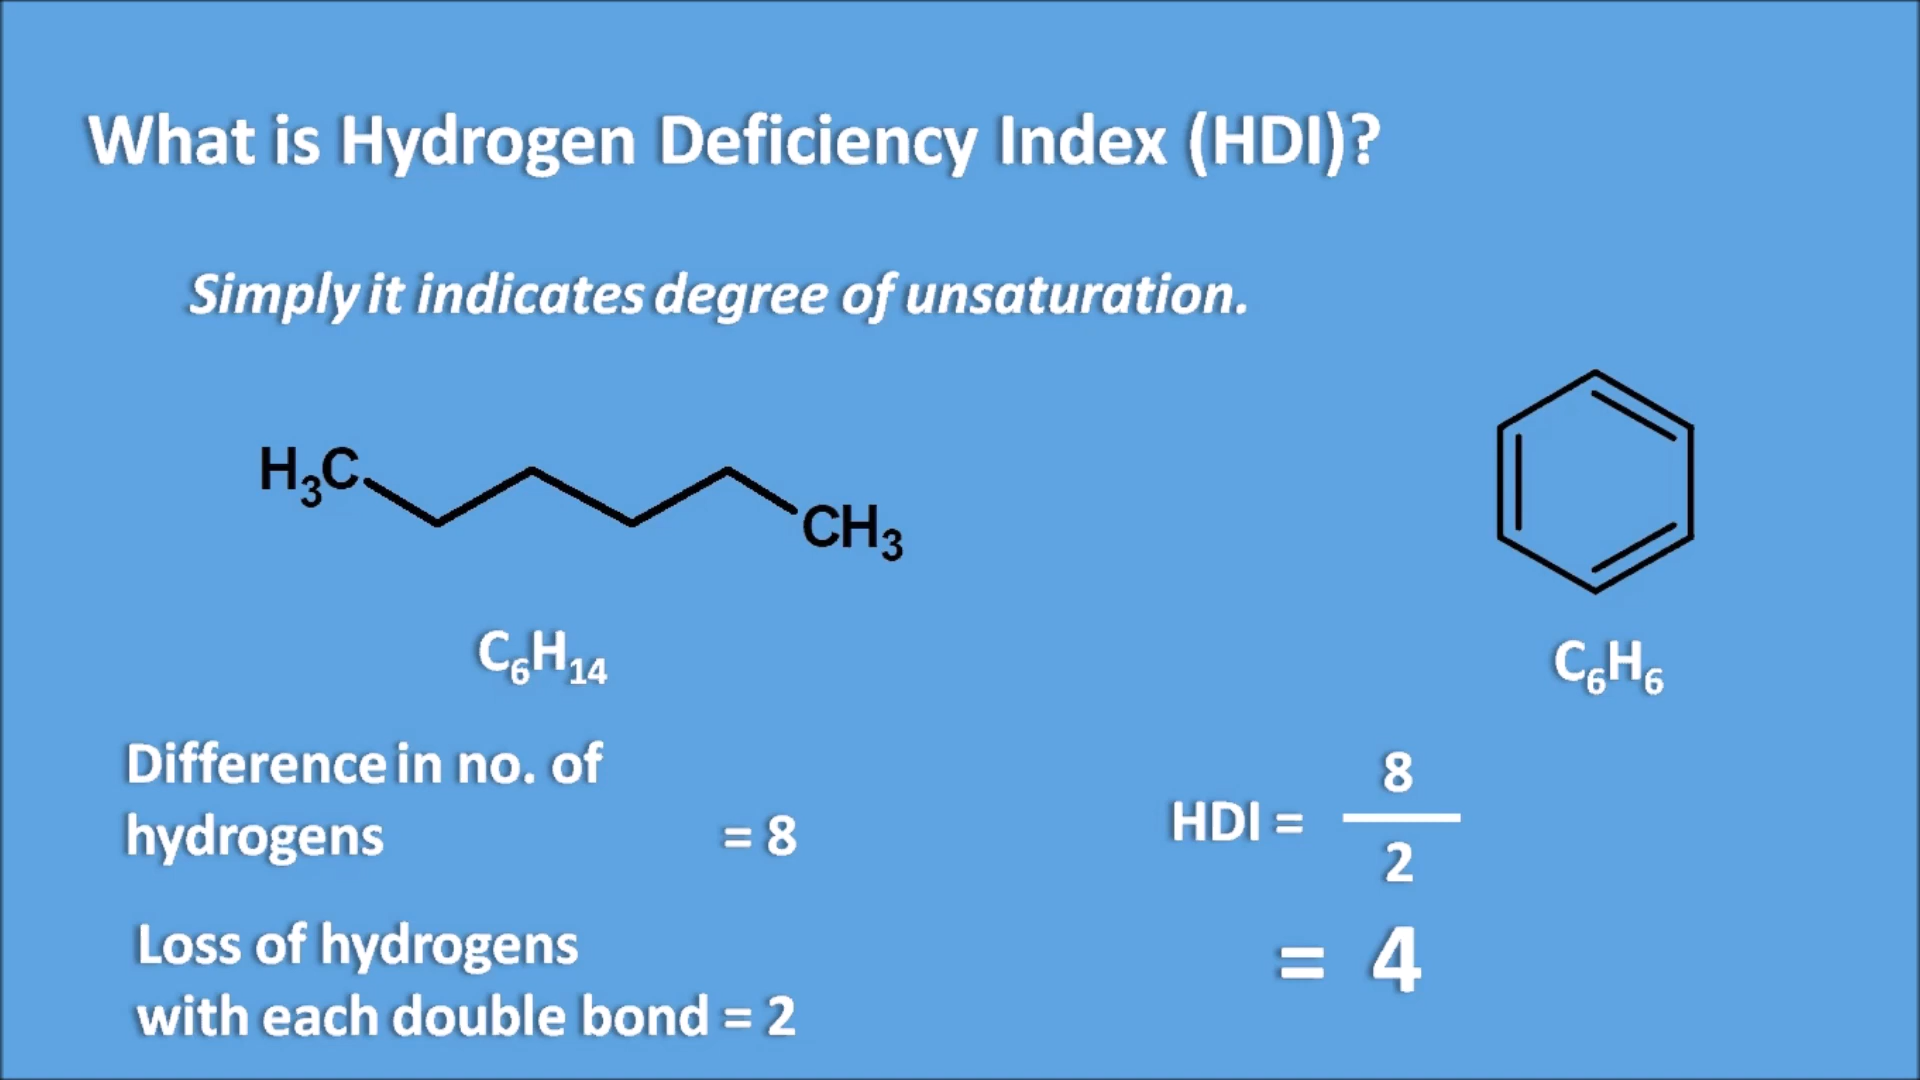 What is Hydrogen Deficiency Index (HDI)?
Simply it indicates degree of unsaturation.
H₃C
CH₃
C₆H₁₄
C₆H₆
Difference in no. of
hydrogens = 8
Loss of hydrogens
with each double bond = 2
8
HDI =
2
= 4